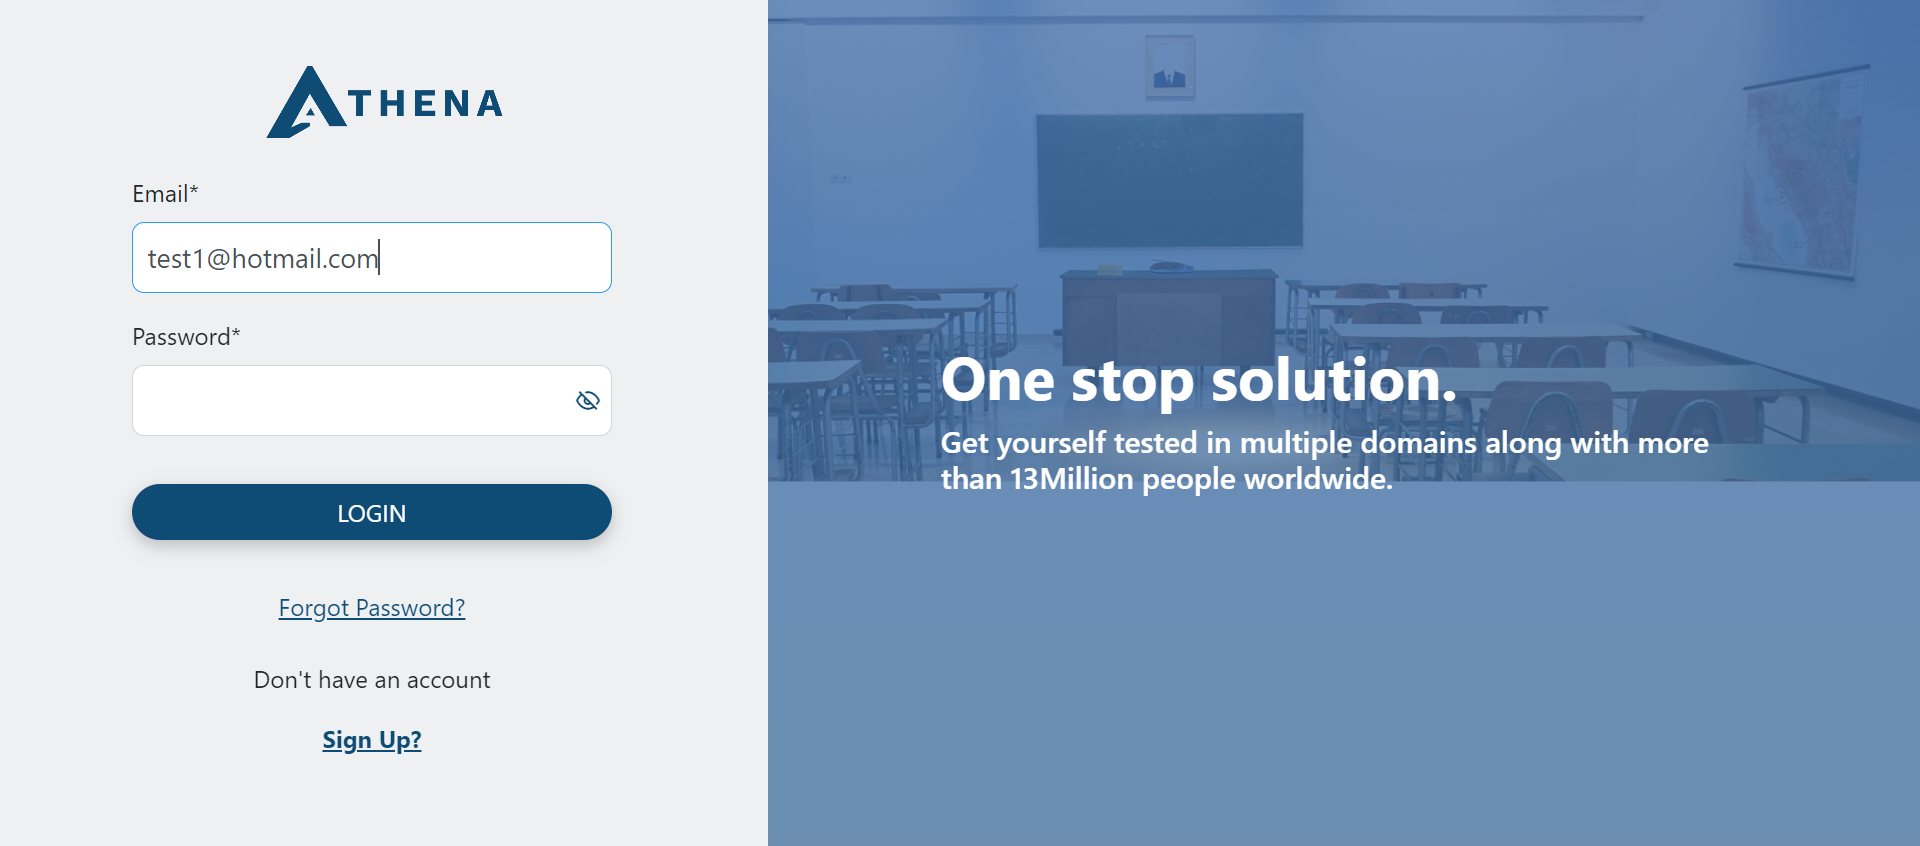 ATHENA
Email*
test1@hotmail.com
Password*
LOGIN
Forgot Password?
Don't have an account
Sign Up?
One stop solution.
Get yourself tested in multiple domains along with more
than 13Million people worldwide.